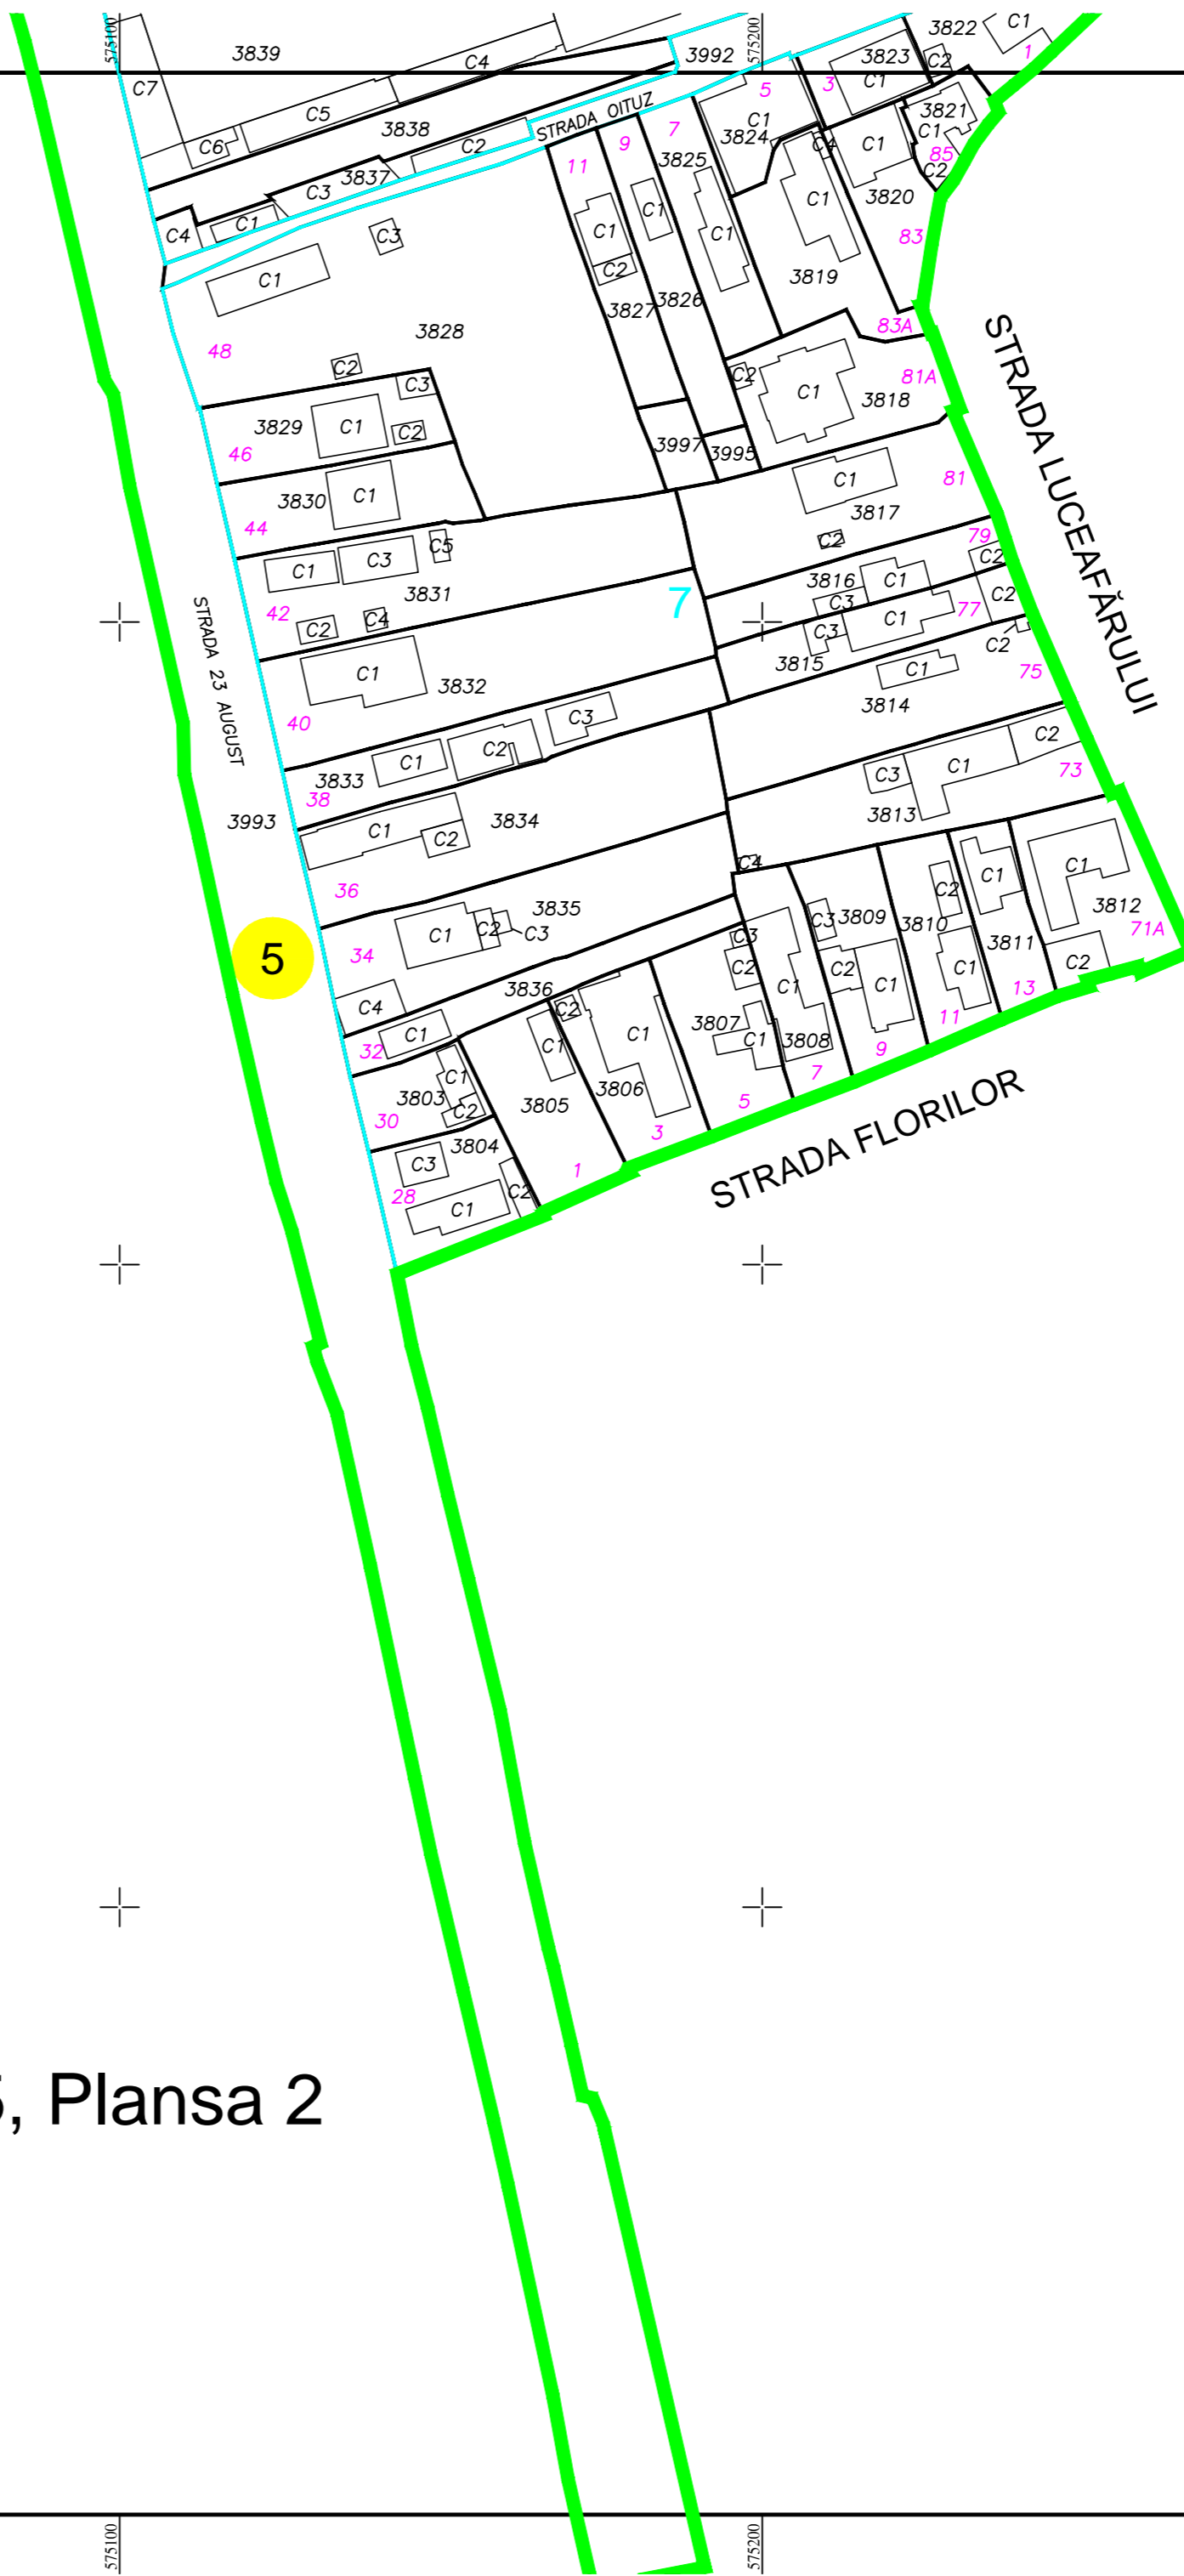 575100
575200
3839
C4
3992
3822
C1
1
C7
C5
3838
C6
C2
STRADA OITUZ
5
3
3823
C1
C2
3821
C1
85
C2
C1
3824
C4
C1
3820
83
11
9
7
3825
3837
C3
C1
C4
C3
C1
C1
C2
C1
C1
C1
3819
83A
3828
3827
3826
48
C2
C3
3829
C1
C2
46
C2
C1
3818
81A
3997
3995
STRADA LUCEAFĂRULUI
3830
C1
44
C1
81
3817
C2
79
C1
C3
C5
3831
42
C2
C4
7
3816
C1
C2
C3
C1
77
C2
C3
3815
C2
75
STRADA 23 AUGUST
C1
3832
40
C1
3814
C3
C2
C1
3833
38
C2
C1
C3
73
3993
C1
C2
3834
3813
36
C4
C1
C2
C1
3812
71A
5
3835
C1
C2
C3
34
C3
3809
3810
3811
C4
3836
C3
C2
C1
C2
C1
C1
C2
13
11
32
C1
C2
C1
C1
3807
C1
3808
9
7
3803
C1
C2
30
3805
3806
5
3
1
3804
C3
28
C1
C2
STRADA FLORILOR
, Plansa 2
575100
575200